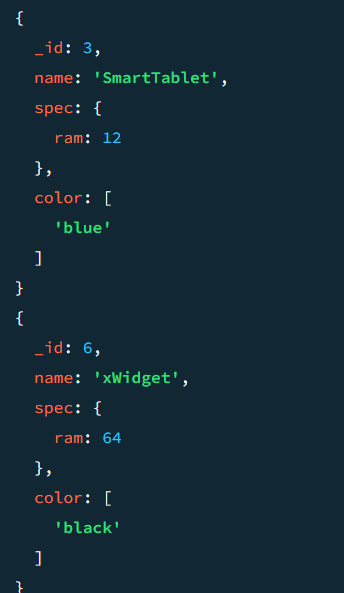 {
  _id: 3,
  name: 'SmartTablet',
  spec: {
    ram: 12
  },
  color: [
    'blue'
  ]
}
{
  _id: 6,
  name: 'xWidget',
  spec: {
    ram: 64
  },
  color: [
    'black'
  ]
}